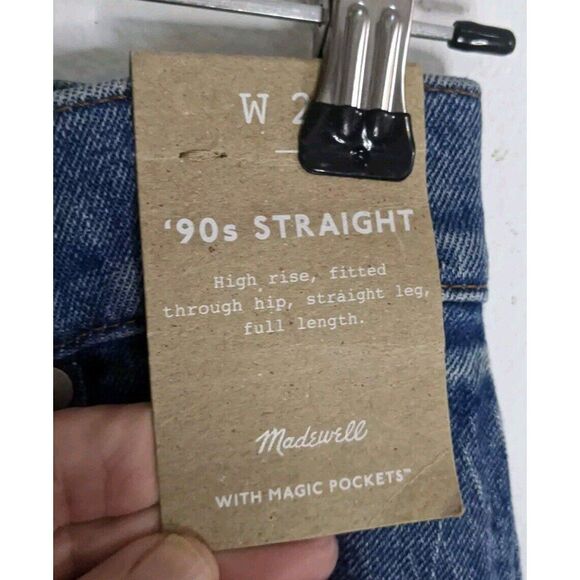 W 2
'90s STRAIGHT
High rise, fitted
through hip, straight leg,
full length.
Madewell
WITH MAGIC POCKETS™